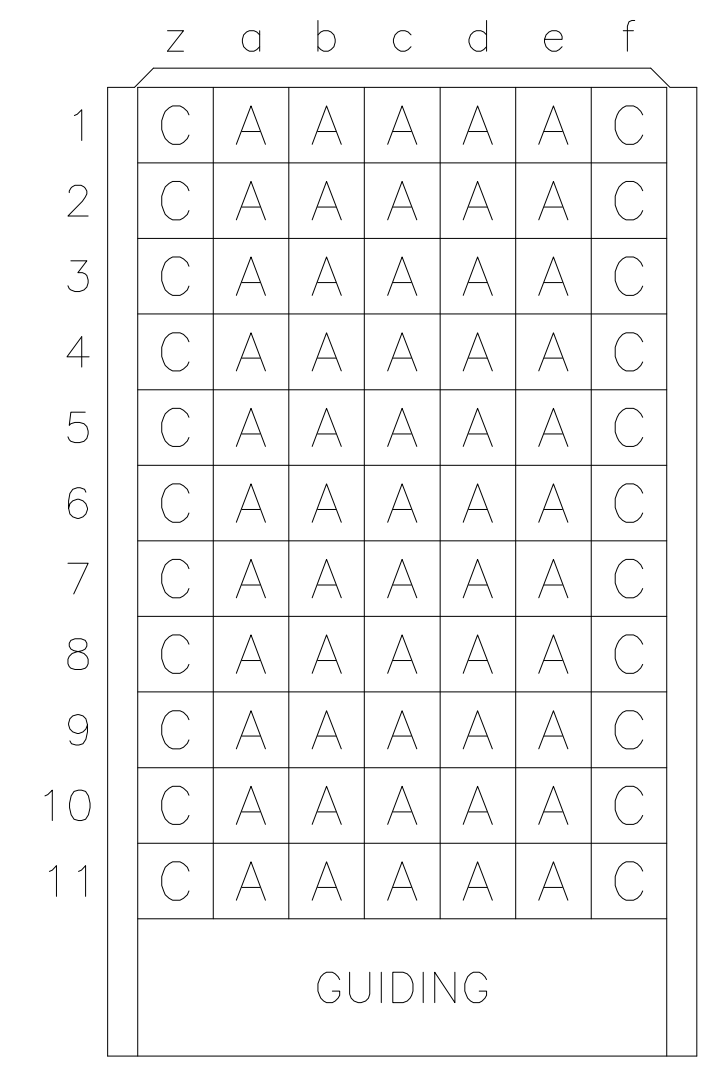 z a b c d e f
1 C A A A A A C
2 C A A A A A C
3 C A A A A A C
4 C A A A A A C
5 C A A A A A C
6 C A A A A A C
7 C A A A A A C
8 C A A A A A C
9 C A A A A A C
10 C A A A A A C
11 C A A A A A C
GUIDING